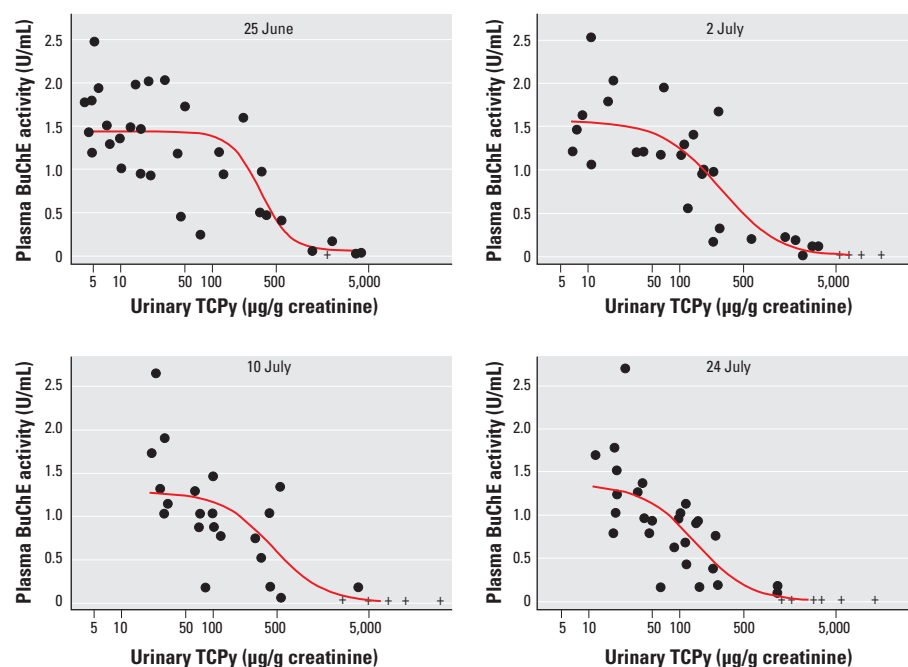 25 June
Plasma BuChE activity (U/mL)
2.5
2.0
1.5
1.0
0.5
0
5 10 50 100 500 5,000
Urinary TCPy (µg/g creatinine)
2 July
Plasma BuChE activity (U/mL)
2.5
2.0
1.5
1.0
0.5
0
5 10 50 100 500 5,000
Urinary TCPy (µg/g creatinine)
10 July
Plasma BuChE activity (U/mL)
2.5
2.0
1.5
1.0
0.5
0
5 10 50 100 500 5,000
Urinary TCPy (µg/g creatinine)
24 July
Plasma BuChE activity (U/mL)
2.5
2.0
1.5
1.0
0.5
0
5 10 50 100 500 5,000
Urinary TCPy (µg/g creatinine)